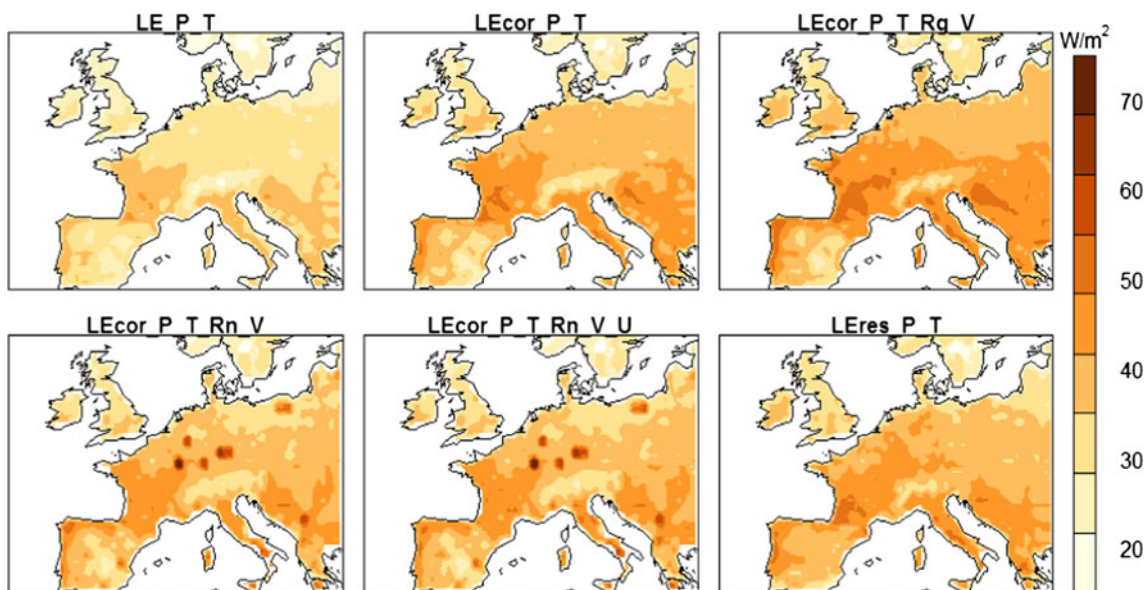 LE_P_T
LEcor_P_T
LEcor_P_T_Rg_V
W/m²
70
60
50
40
30
20
LEcor_P_T_Rn_V
LEcor_P_T_Rn_V_U
LEres_P_T